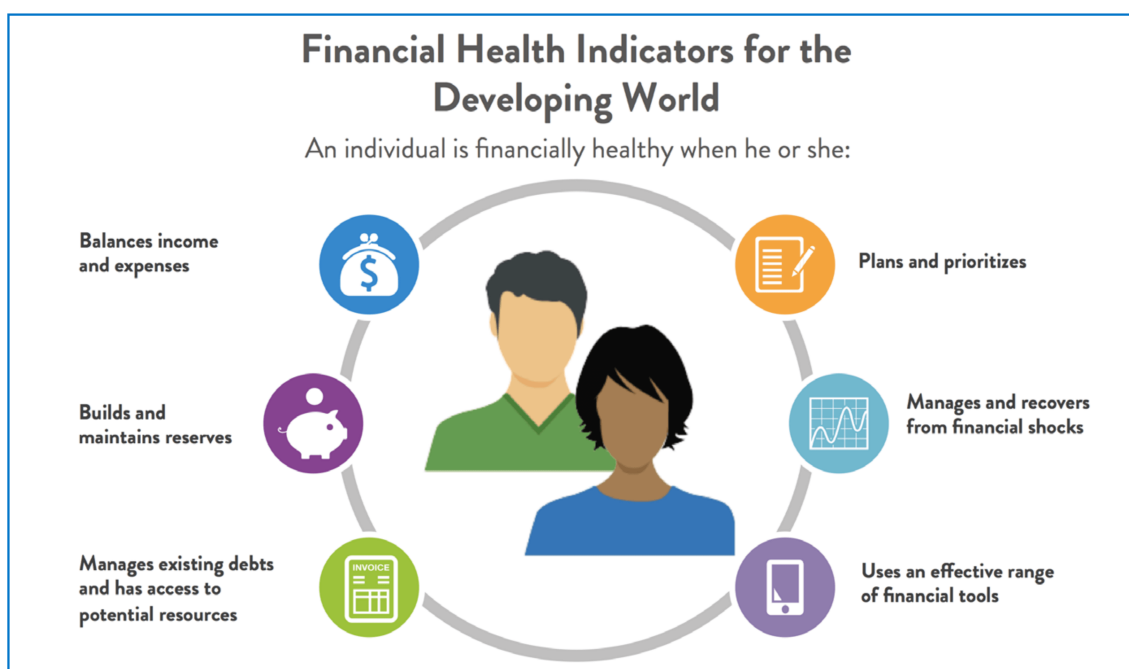 Financial Health Indicators for the
Developing World
An individual is financially healthy when he or she:
Balances income
and expenses
$
Plans and prioritizes
Builds and
maintains reserves
Manages and recovers
from financial shocks
Manages existing debts
and has access to
potential resources
INVOICE
Uses an effective range
of financial tools